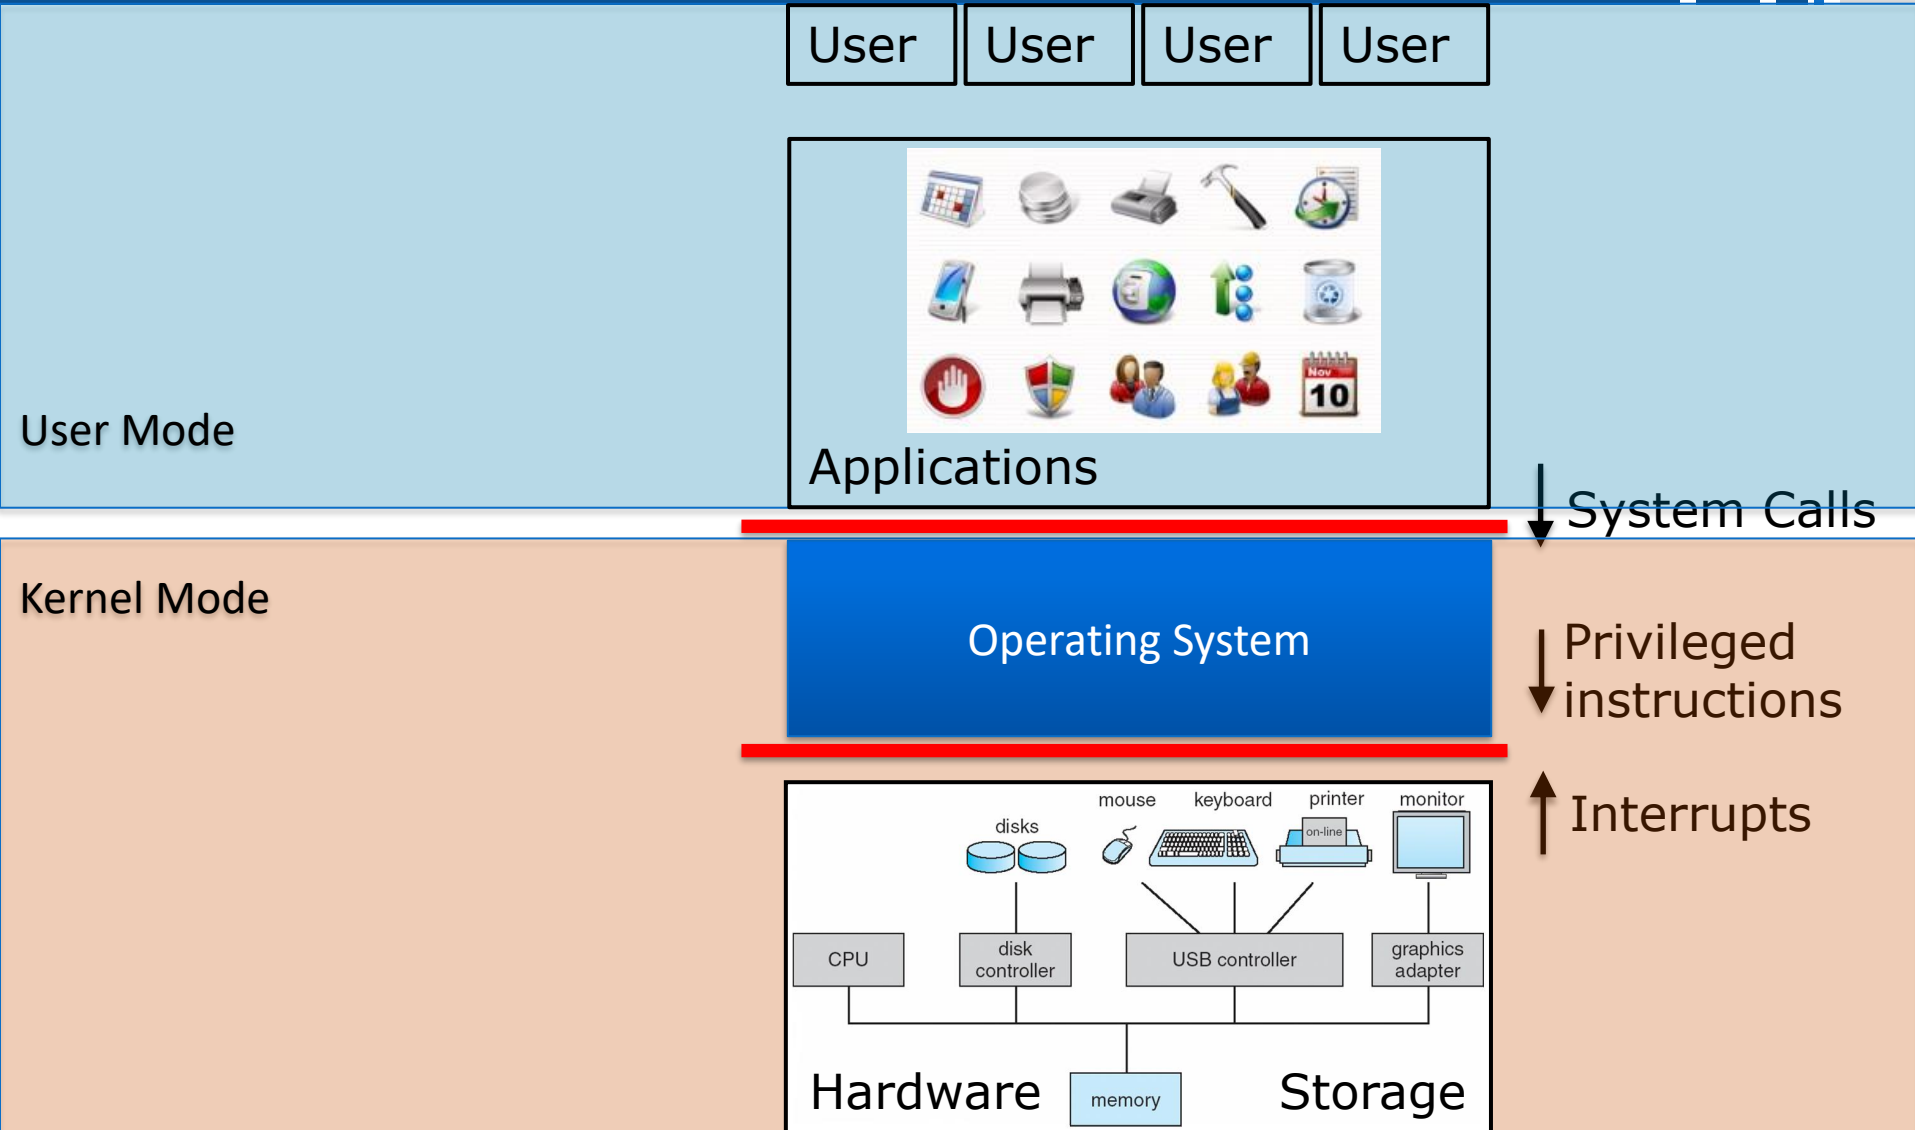 User User User User
Nov
10
User Mode
Applications
System Calls
Kernel Mode
Operating System
Privileged
instructions
mouse keyboard printer monitor
Interrupts
disks
on-line
CPU
disk
controller
USB controller
graphics
adapter
Hardware
memory
Storage